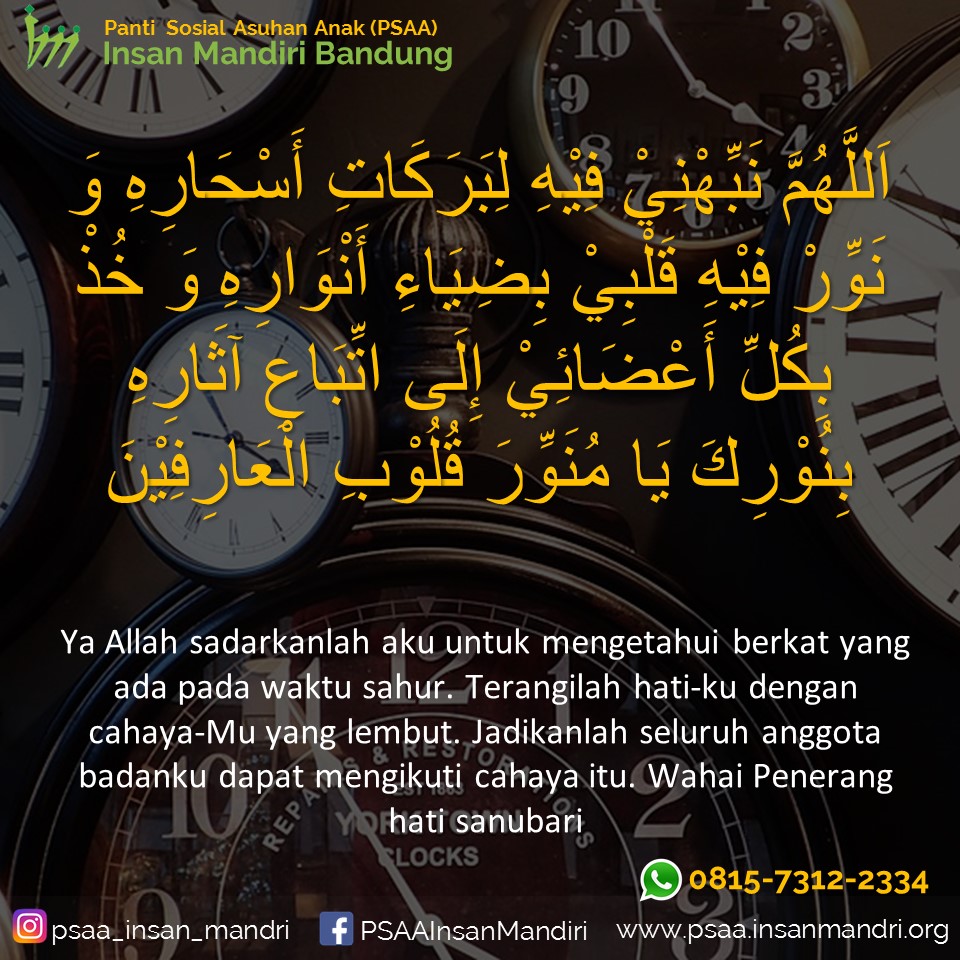 Panti Sosial Asuhan Anak (PSAA)
Insan Mandiri Bandung
اَللَّهُمَّ نَبِّهْنِيْ فِيْهِ لِبَرَكَاتِ أَسْحَارِهِ وَ
نَوِّرْ فِيْهِ قَلْبِيْ بِضِيَاءِ أَنْوَارِهِ وَ خُذْ
بِكُلِّ أَعْضَائِيْ إِلَى اتِّبَاعِ آثَارِهِ
بِنُوْرِكَ يَا مُنَوِّرَ قُلُوْبِ الْعَارِفِيْنَ
Ya Allah sadarkanlah aku untuk mengetahui berkat yang
ada pada waktu sahur. Terangilah hati-ku dengan
cahaya-Mu yang lembut. Jadikanlah seluruh anggota
badanku dapat mengikuti cahaya itu. Wahai Penerang
hati sanubari
CLOCKS
0815-7312-2334
psaa_insan_mandri
PSAAInsanMandiri
www.psaa.insanmandri.org